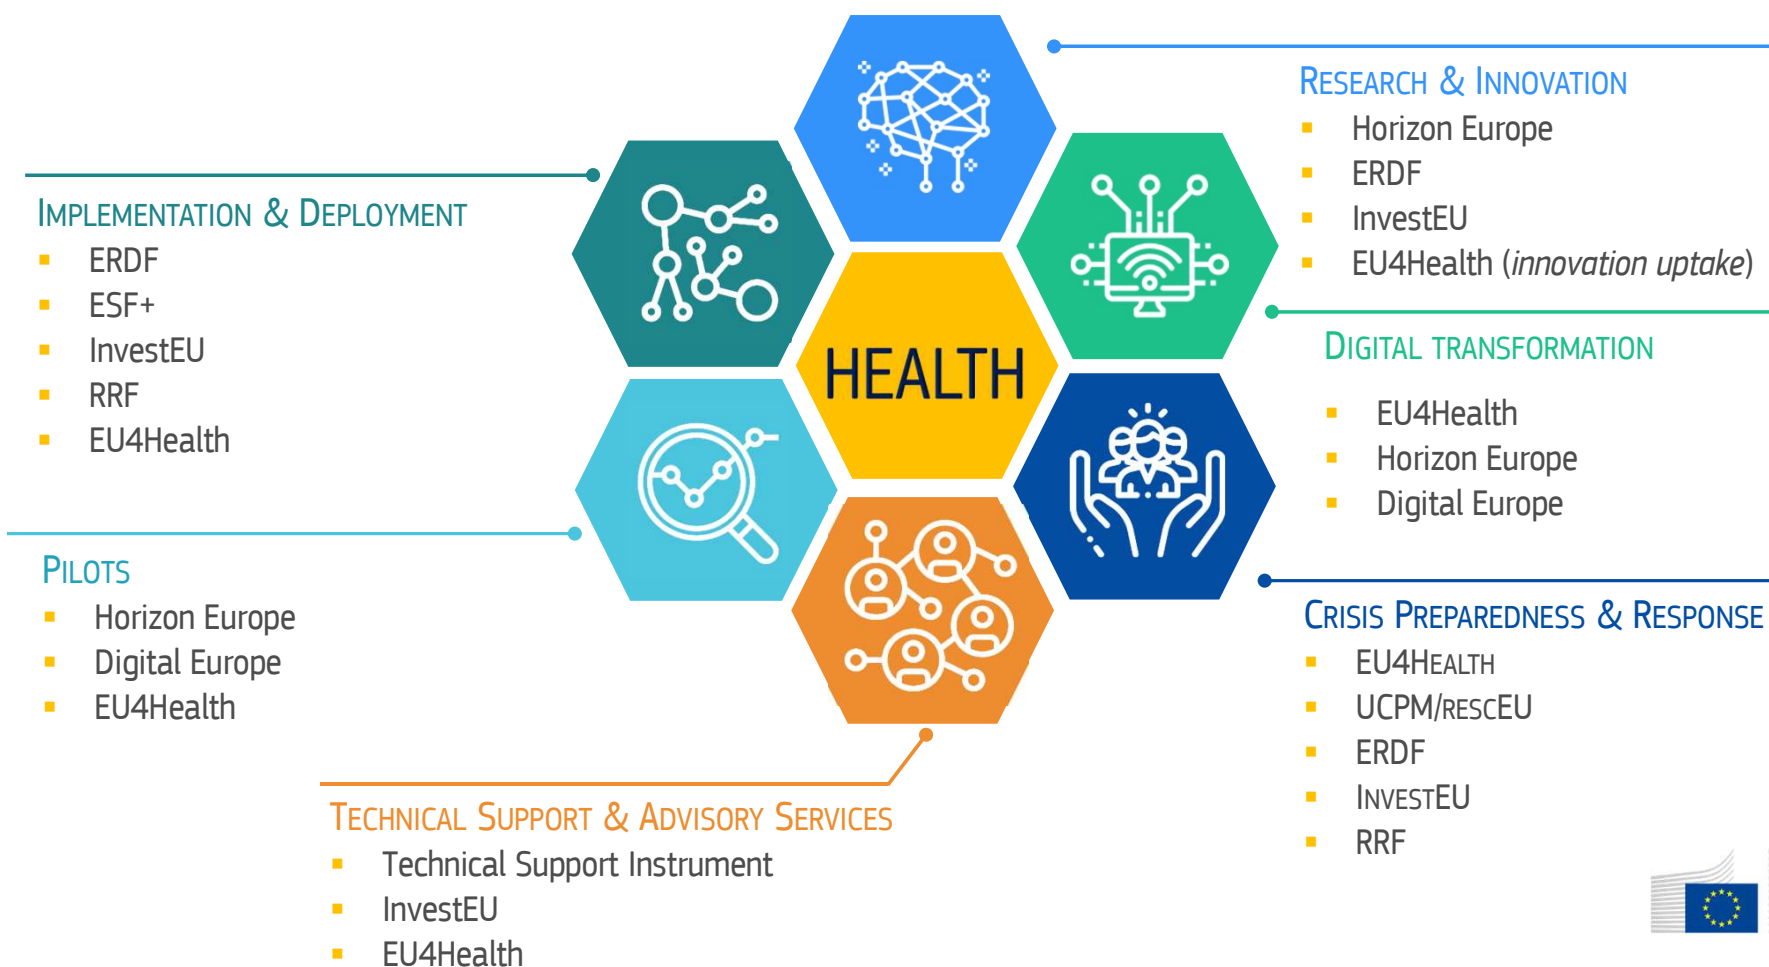 RESEARCH & INNOVATION
Horizon Europe
ERDF
InvestEU
EU4Health (innovation uptake)
IMPLEMENTATION & DEPLOYMENT
ERDF
ESF+
InvestEU
RRF
EU4Health
HEALTH
DIGITAL TRANSFORMATION
EU4Health
Horizon Europe
Digital Europe
PILOTS
Horizon Europe
Digital Europe
EU4Health
CRISIS PREPAREDNESS & RESPONSE
EU4HEALTH
UCPM/RESCEU
ERDF
INVESTEU
RRF
TECHNICAL SUPPORT & ADVISORY SERVICES
Technical Support Instrument
InvestEU
EU4Health